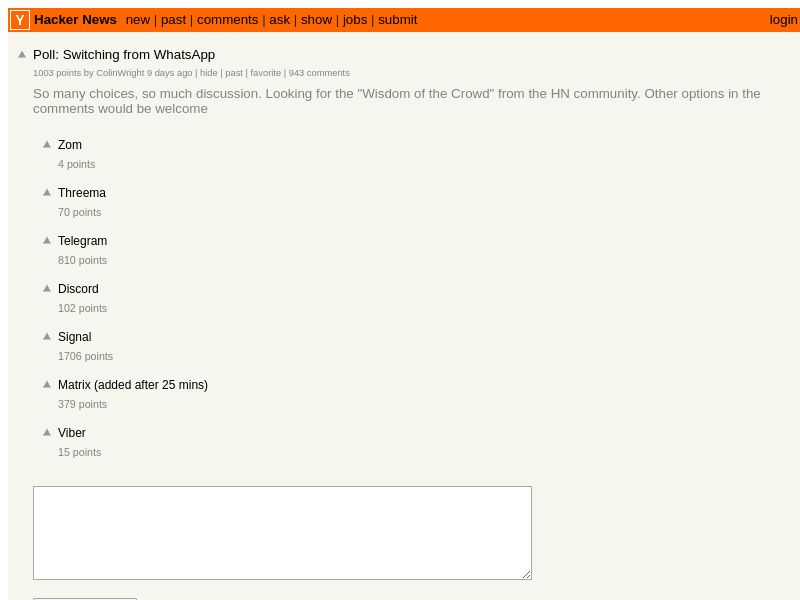 Y Hacker News new | past | comments | ask | show | jobs | submit login
Poll: Switching from WhatsApp
1003 points by ColinWright 9 days ago | hide | past | favorite | 943 comments
So many choices, so much discussion. Looking for the "Wisdom of the Crowd" from the HN community. Other options in the
comments would be welcome
Zom
4 points
Threema
70 points
Telegram
810 points
Discord
102 points
Signal
1706 points
Matrix (added after 25 mins)
379 points
Viber
15 points